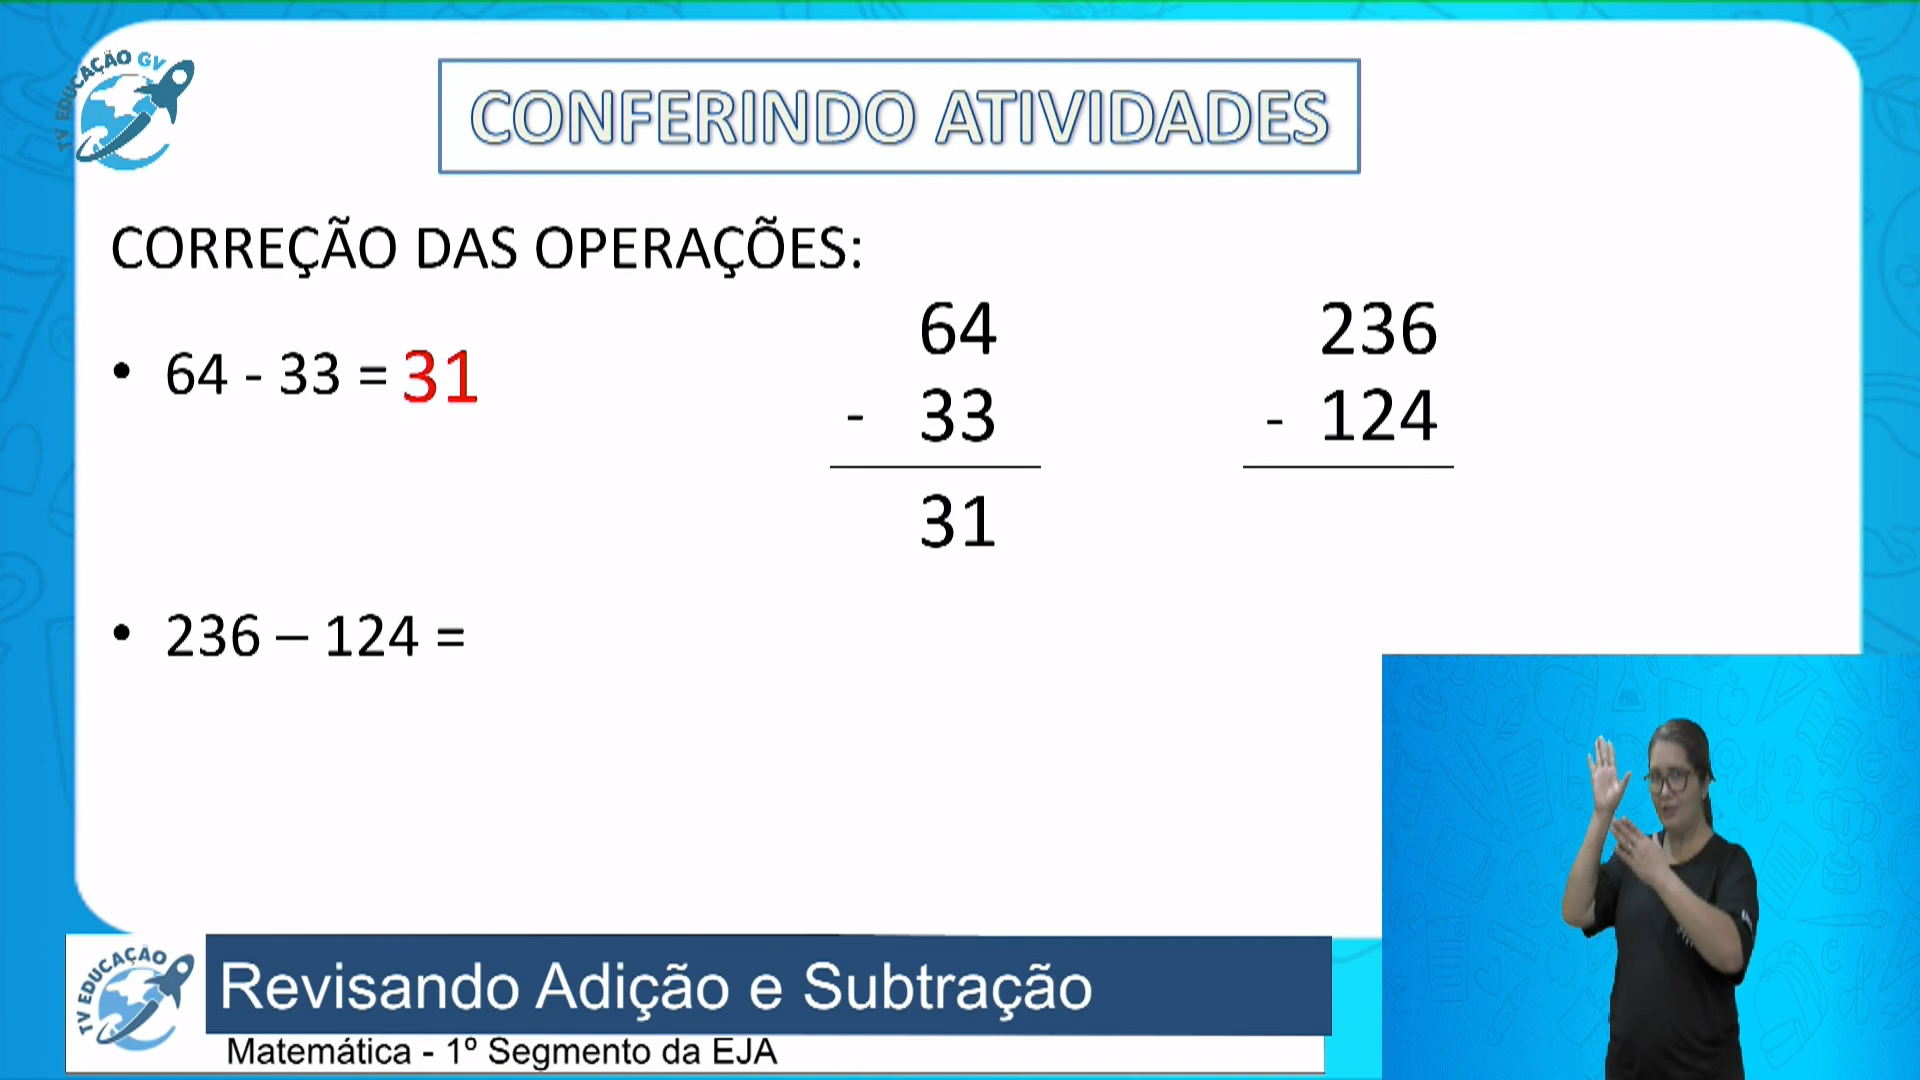 TV EDUCAÇÃO GV
CONFERINDO ATIVIDADES
CORREÇÃO DAS OPERAÇÕES:
• 64 - 33 = 31
64
- 33
31
236
- 124
• 236 – 124 =
TV EDUCAÇÃO
Revisando Adição e Subtração
Matemática - 1º Segmento da EJA